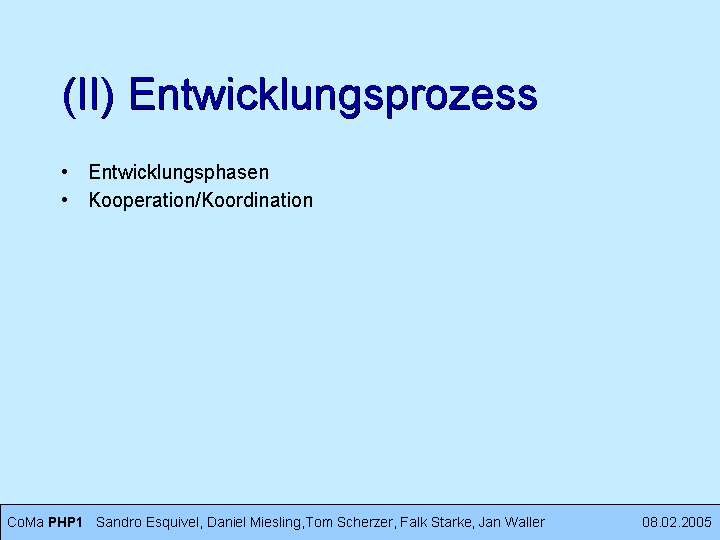 (II) Entwicklungsprozess
• Entwicklungsphasen
• Kooperation/Koordination
CoMa PHP1 Sandro Esquivel, Daniel Miesling,Tom Scherzer, Falk Starke, Jan Waller 08.02.2005